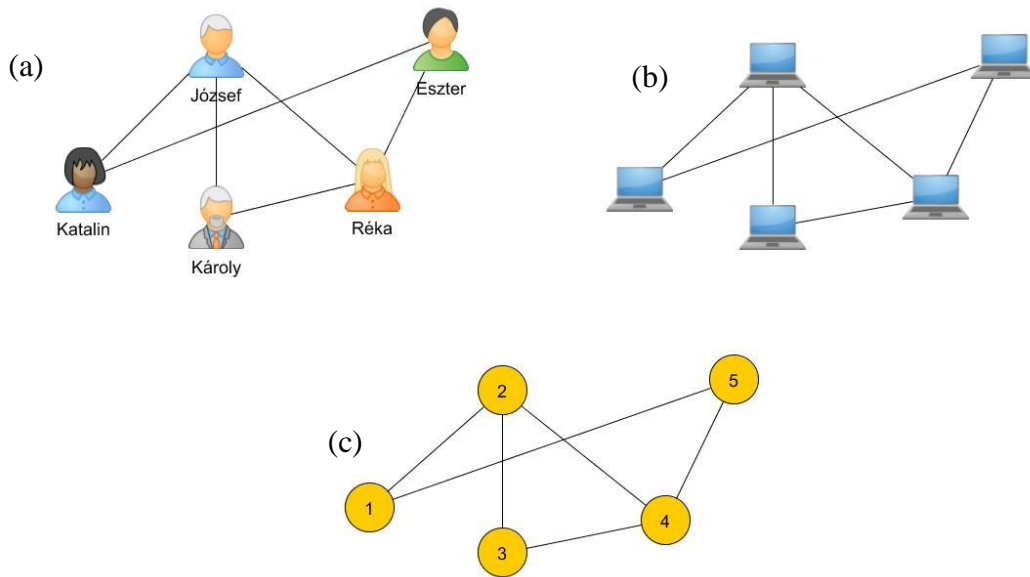 (a)
József
Eszter
Katalin
Károly
Réka
(b)
(c)
1
2
3
4
5